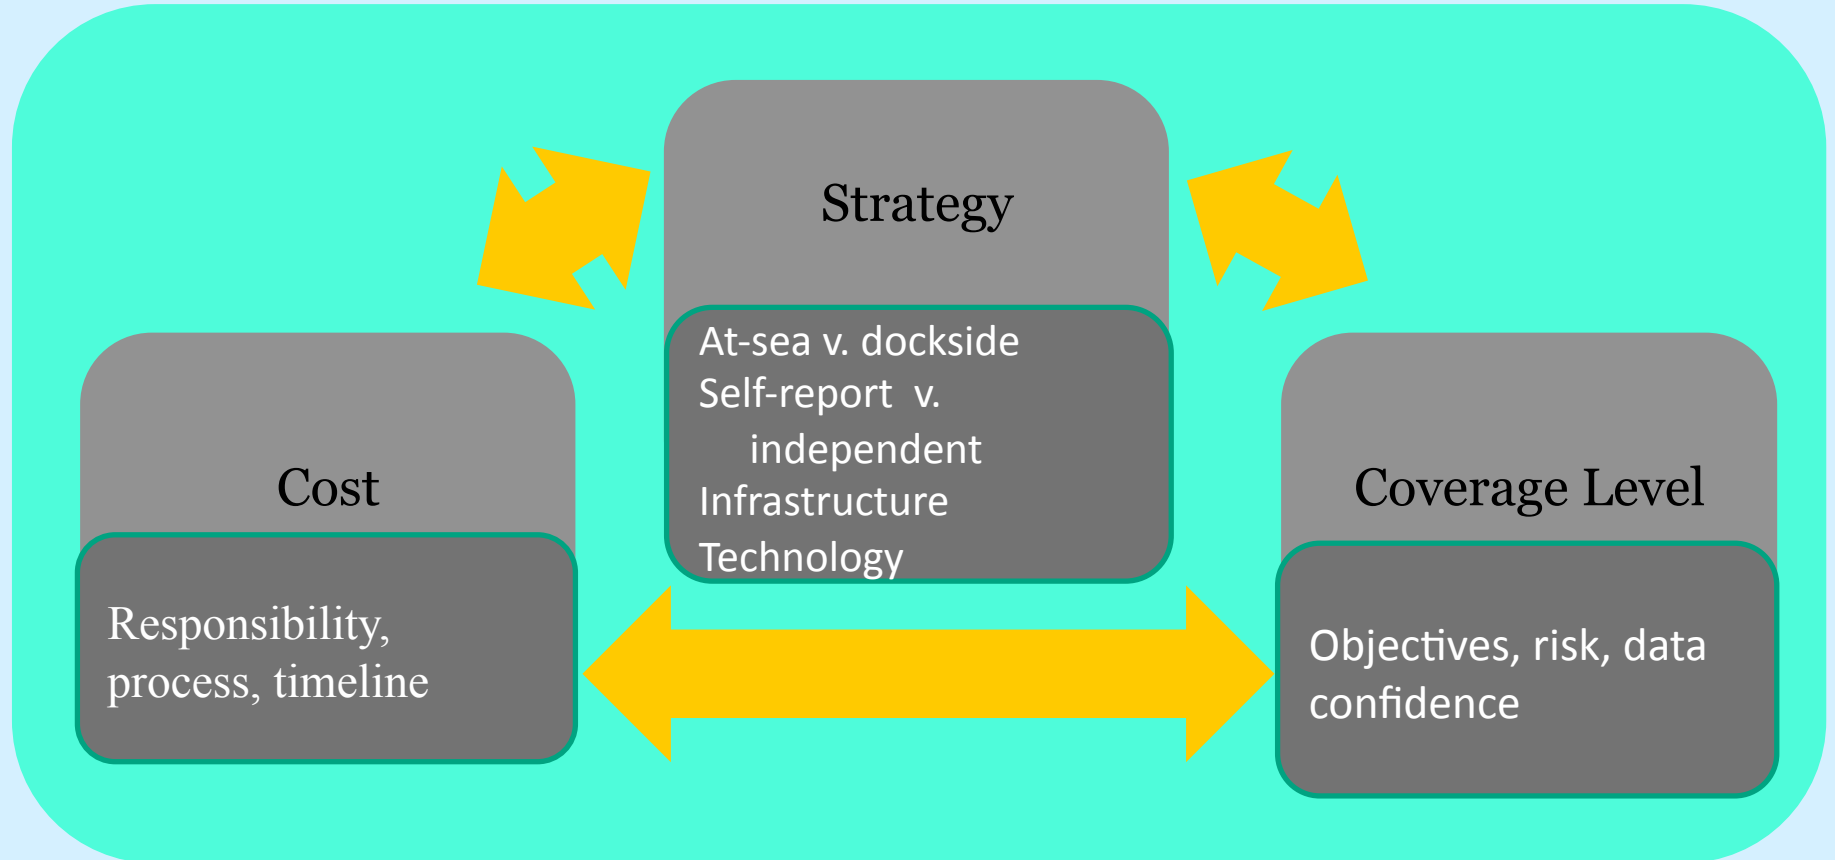 Strategy
At-sea v. dockside
Self-report v.
independent
Infrastructure
Technology
Cost
Responsibility,
process, timeline
Coverage Level
Objectives, risk, data
confidence